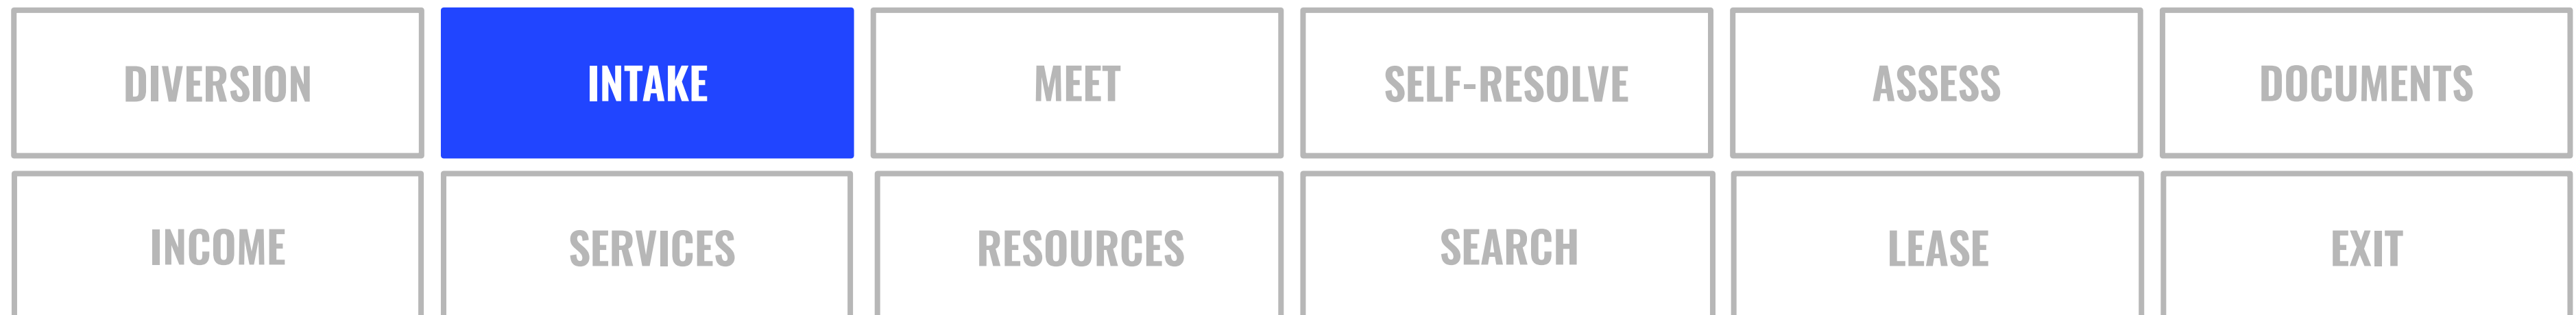 DIVERSION
INTAKE
MEET
SELF-RESOLVE
ASSESS
DOCUMENTS
INCOME
SERVICES
RESOURCES
SEARCH
LEASE
EXIT